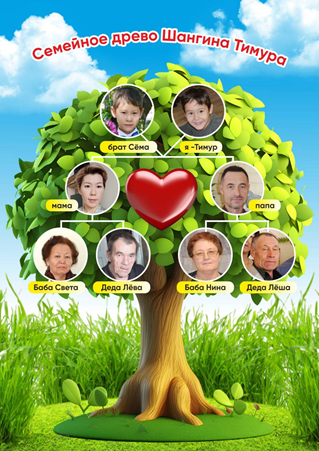 Семейное древо Шангина Тимура
брат Сёма
я -Тимур
мама
папа
Баба Света
Деда Лёва
Баба Нина
Деда Лёша